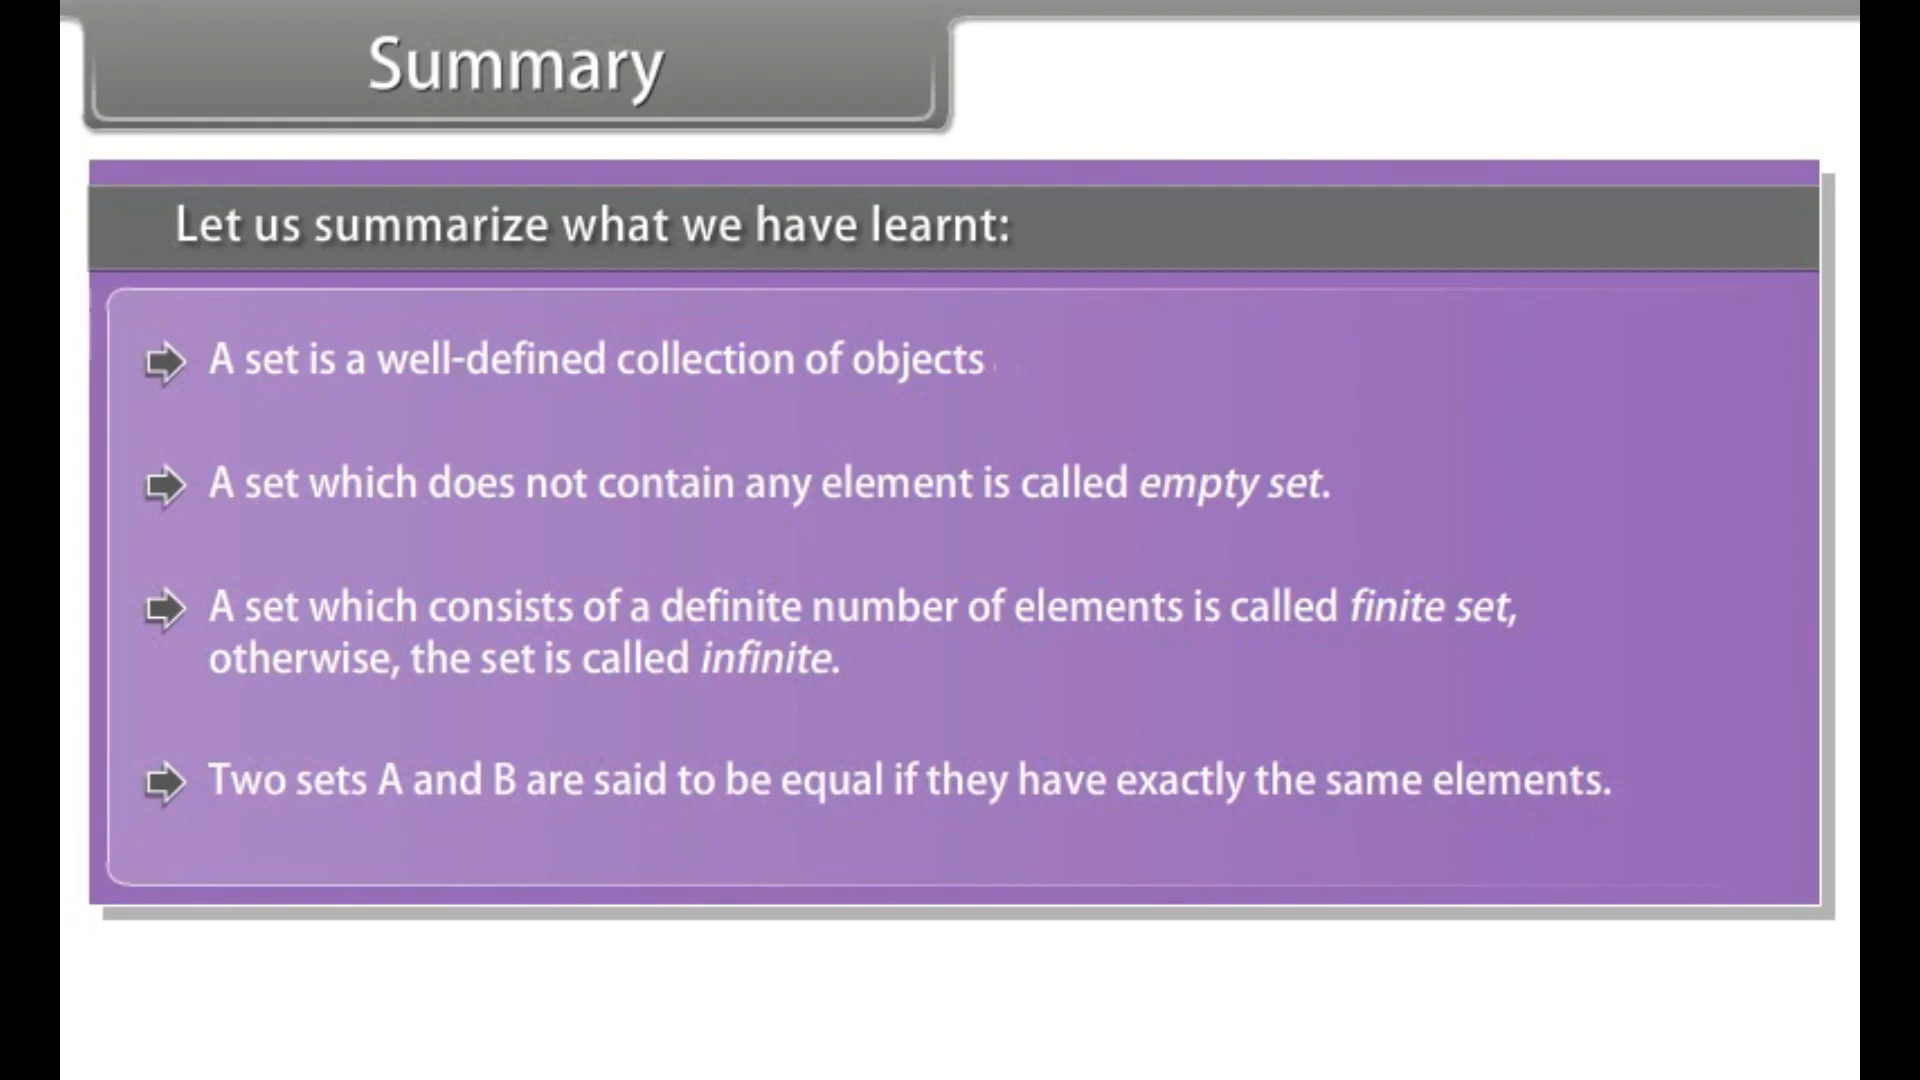 Summary
Let us summarize what we have learnt:
A set is a well-defined collection of objects
A set which does not contain any element is called empty set.
A set which consists of a definite number of elements is called finite set,
otherwise, the set is called infinite.
Two sets A and B are said to be equal if they have exactly the same elements.